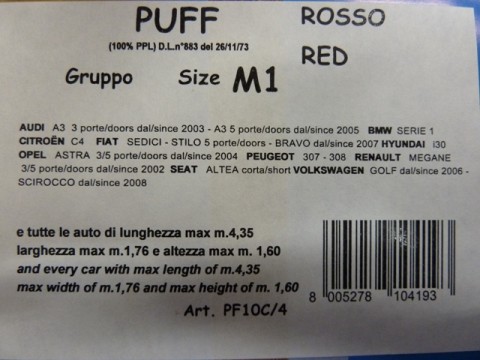 PUFF ROSSO
(100% PPL) D.L.n°883 del 26/11/73 RED
Gruppo Size M1
AUDI A3 3 porte/doors dal/since 2003 - A3 5 porte/doors dal/since 2005 BMW SERIE 1
CITROËN C4 FIAT SEDICI - STILO 5 porte/doors - BRAVO dal/since 2007 HYUNDAI i30
OPEL ASTRA 3/5 porte/doors dal/since 2004 PEUGEOT 307 - 308 RENAULT MEGANE
3/5 porte/doors dal/since 2002 SEAT ALTEA corta/short VOLKSWAGEN GOLF dal/since 2006 -
SCIROCCO dal/since 2008
e tutte le auto di lunghezza max m.4,35
larghezza max m.1,76 e altezza max m. 1,60
and every car with max length of m.4,35
max width of m.1,76 and max height of m. 1,60
8 005278 104193
Art. PF10C/4